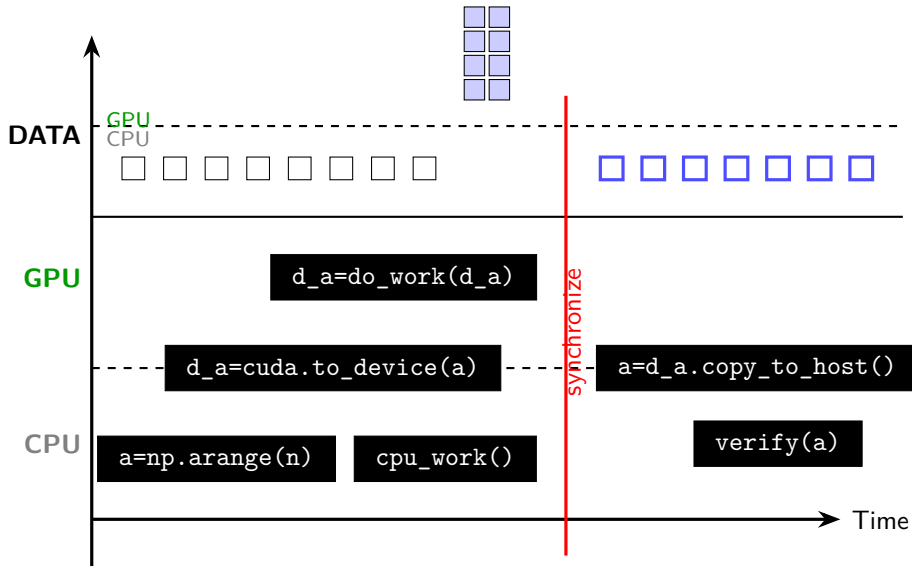 GPU
CPU
DATA
GPU
d_a=do_work(d_a)
synchronize
d_a=cuda.to_device(a)
a=d_a.copy_to_host()
CPU
a=np.arange(n)
cpu_work()
verify(a)
Time